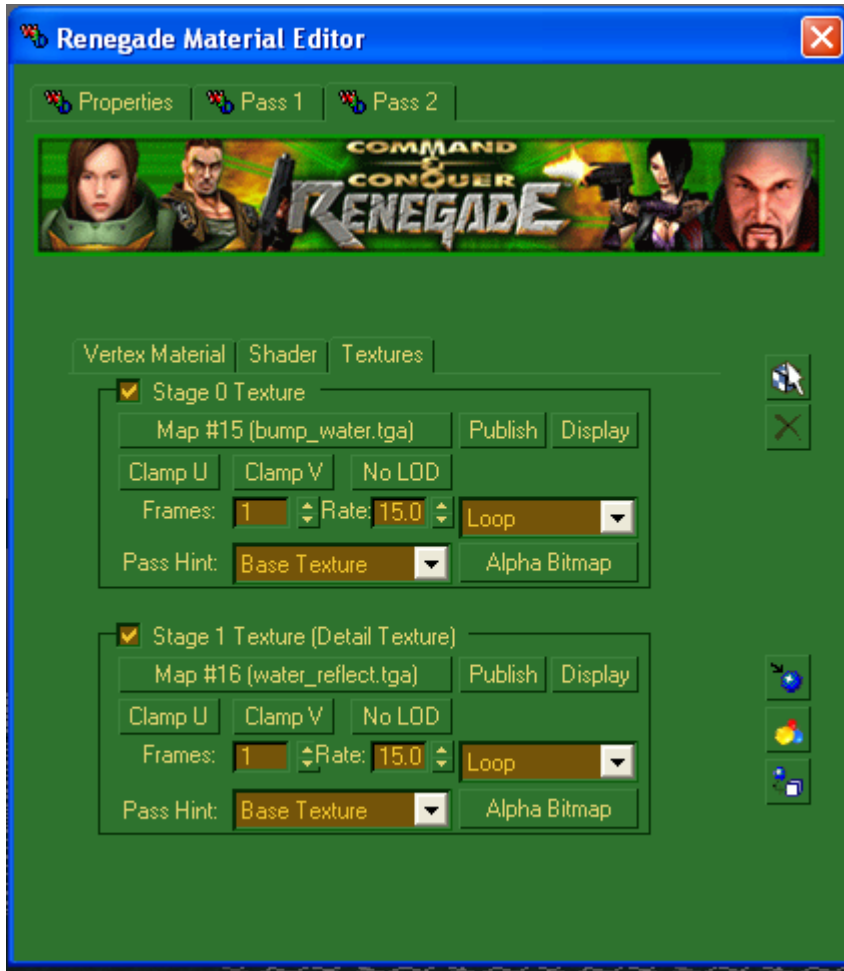 Renegade Material Editor
Properties Pass 1 Pass 2
COMMAND
&
CONQUER
RENEGADE
Vertex Material Shader Textures
Stage 0 Texture
Map #15 (bump_water.tga) Publish Display
Clamp U Clamp V No LOD
Frames: 1 Rate: 15.0 Loop
Pass Hint: Base Texture Alpha Bitmap
Stage 1 Texture (Detail Texture)
Map #16 (water_reflect.tga) Publish Display
Clamp U Clamp V No LOD
Frames: 1 Rate: 15.0 Loop
Pass Hint: Base Texture Alpha Bitmap